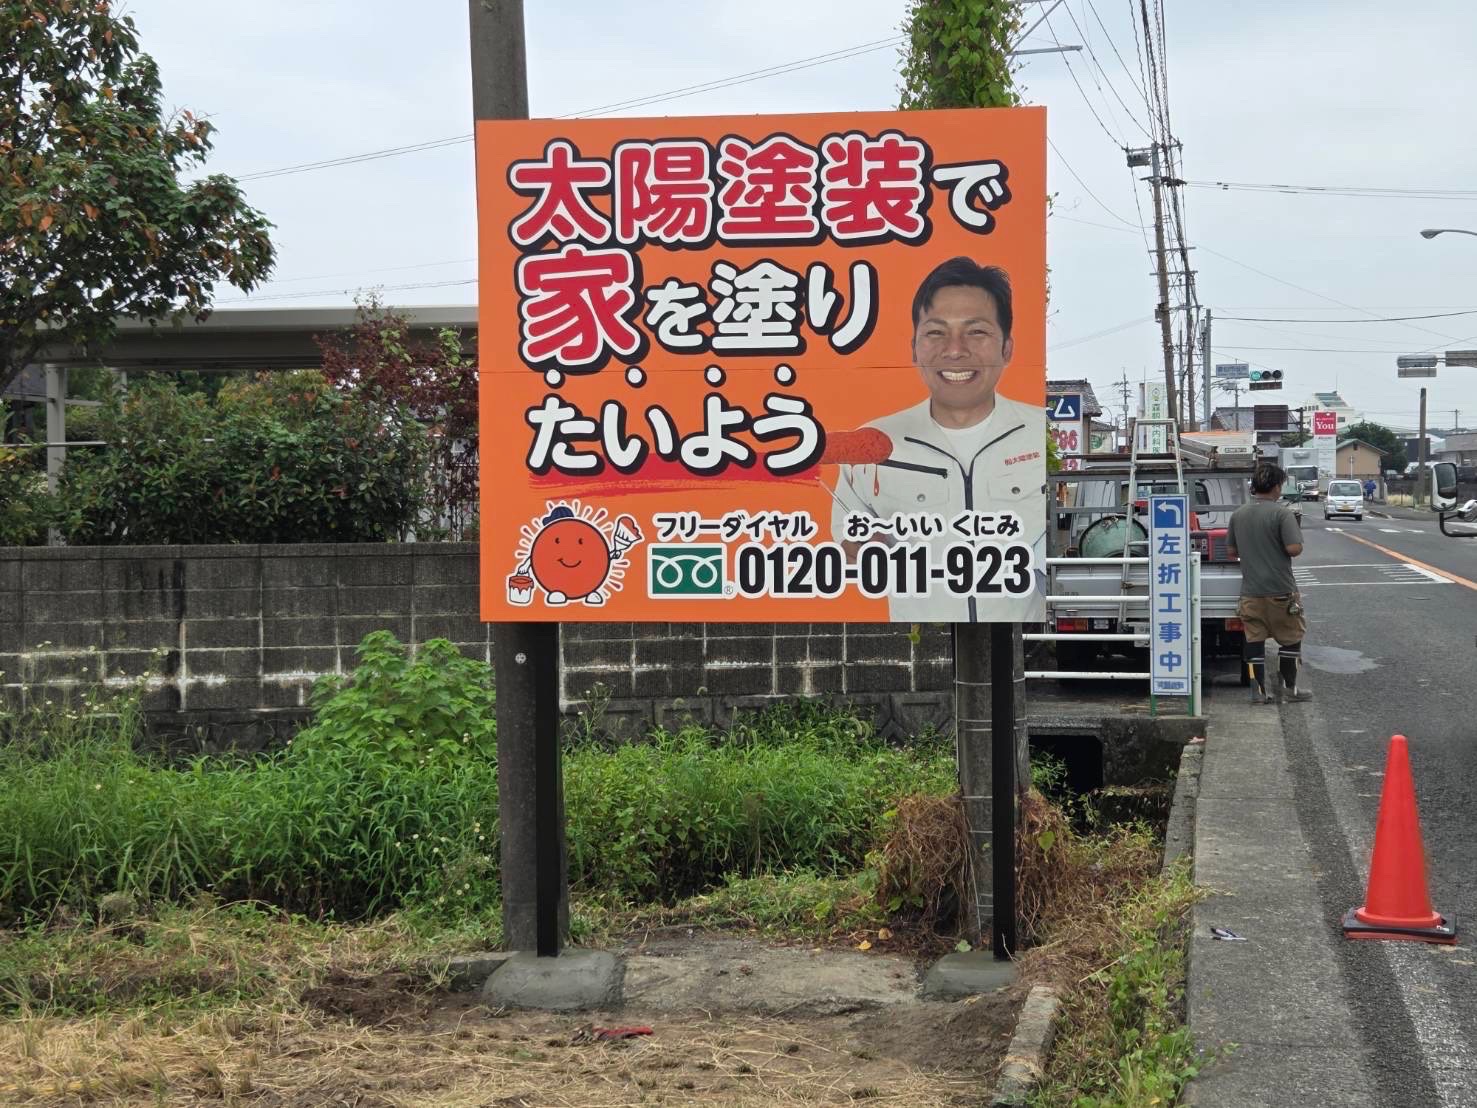 太陽塗装で
家を塗り
たいよう
フリーダイヤル お～いい くにみ
0120-011-923
左折工事中
You